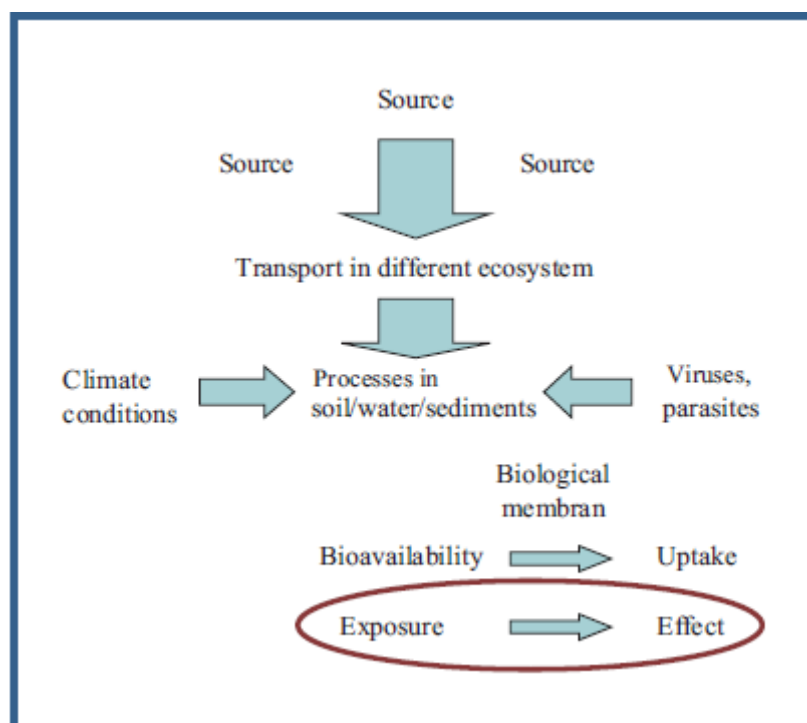 Source
Source
Source
Transport in different ecosystem
Climate
conditions
Processes in
soil/water/sediments
Viruses,
parasites
Biological
membran
Bioavailability
Uptake
Exposure
Effect